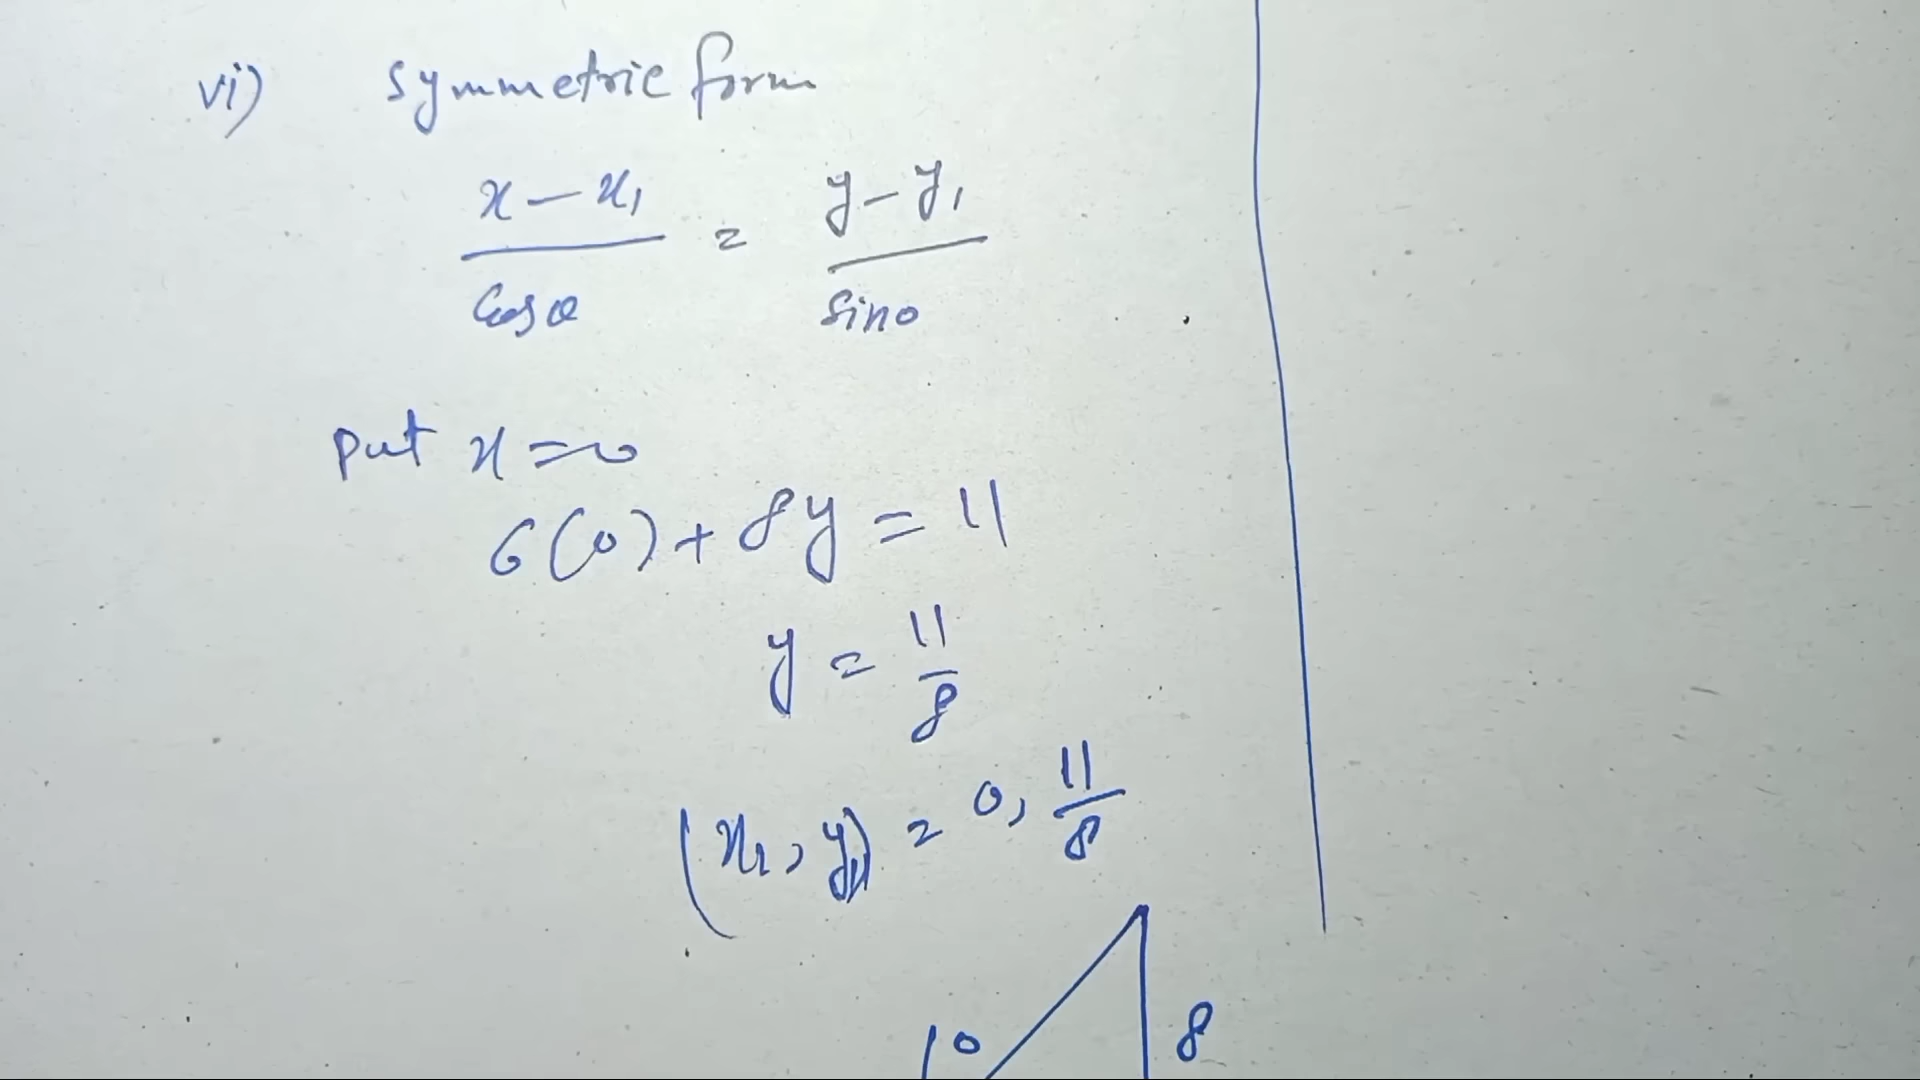 vi) Symmetric form
x - x₁ / Cosθ = y - y₁ / Sinθ
put x = 0
6(0) + 8y = 11
y = 11/8
(x₁, y₁) = 0, 11/8
10 8